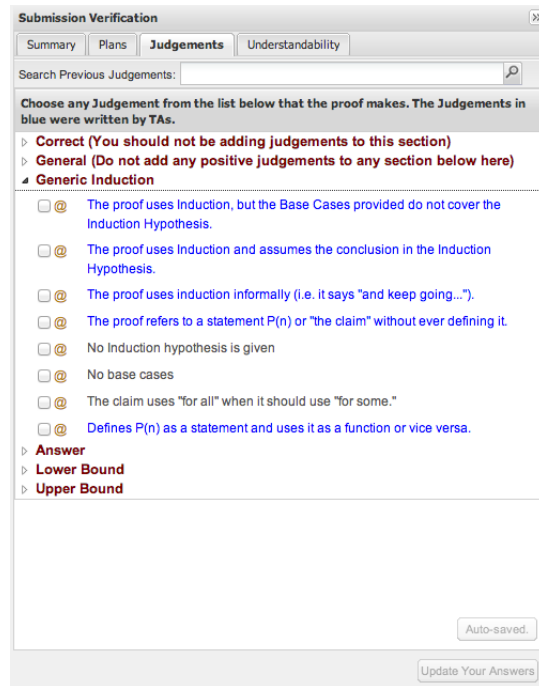 Submission Verification
Summary Plans Judgements Understandability
Search Previous Judgements:
Choose any Judgement from the list below that the proof makes. The Judgements in
blue were written by TAs.
Correct (You should not be adding judgements to this section)
General (Do not add any positive judgements to any section below here)
Generic Induction
@ The proof uses Induction, but the Base Cases provided do not cover the
Induction Hypothesis.
@ The proof uses Induction and assumes the conclusion in the Induction
Hypothesis.
@ The proof uses induction informally (i.e. it says "and keep going...").
@ The proof refers to a statement P(n) or "the claim" without ever defining it.
@ No Induction hypothesis is given
@ No base cases
@ The claim uses "for all" when it should use "for some."
@ Defines P(n) as a statement and uses it as a function or vice versa.
Answer
Lower Bound
Upper Bound
Auto-saved.
Update Your Answers